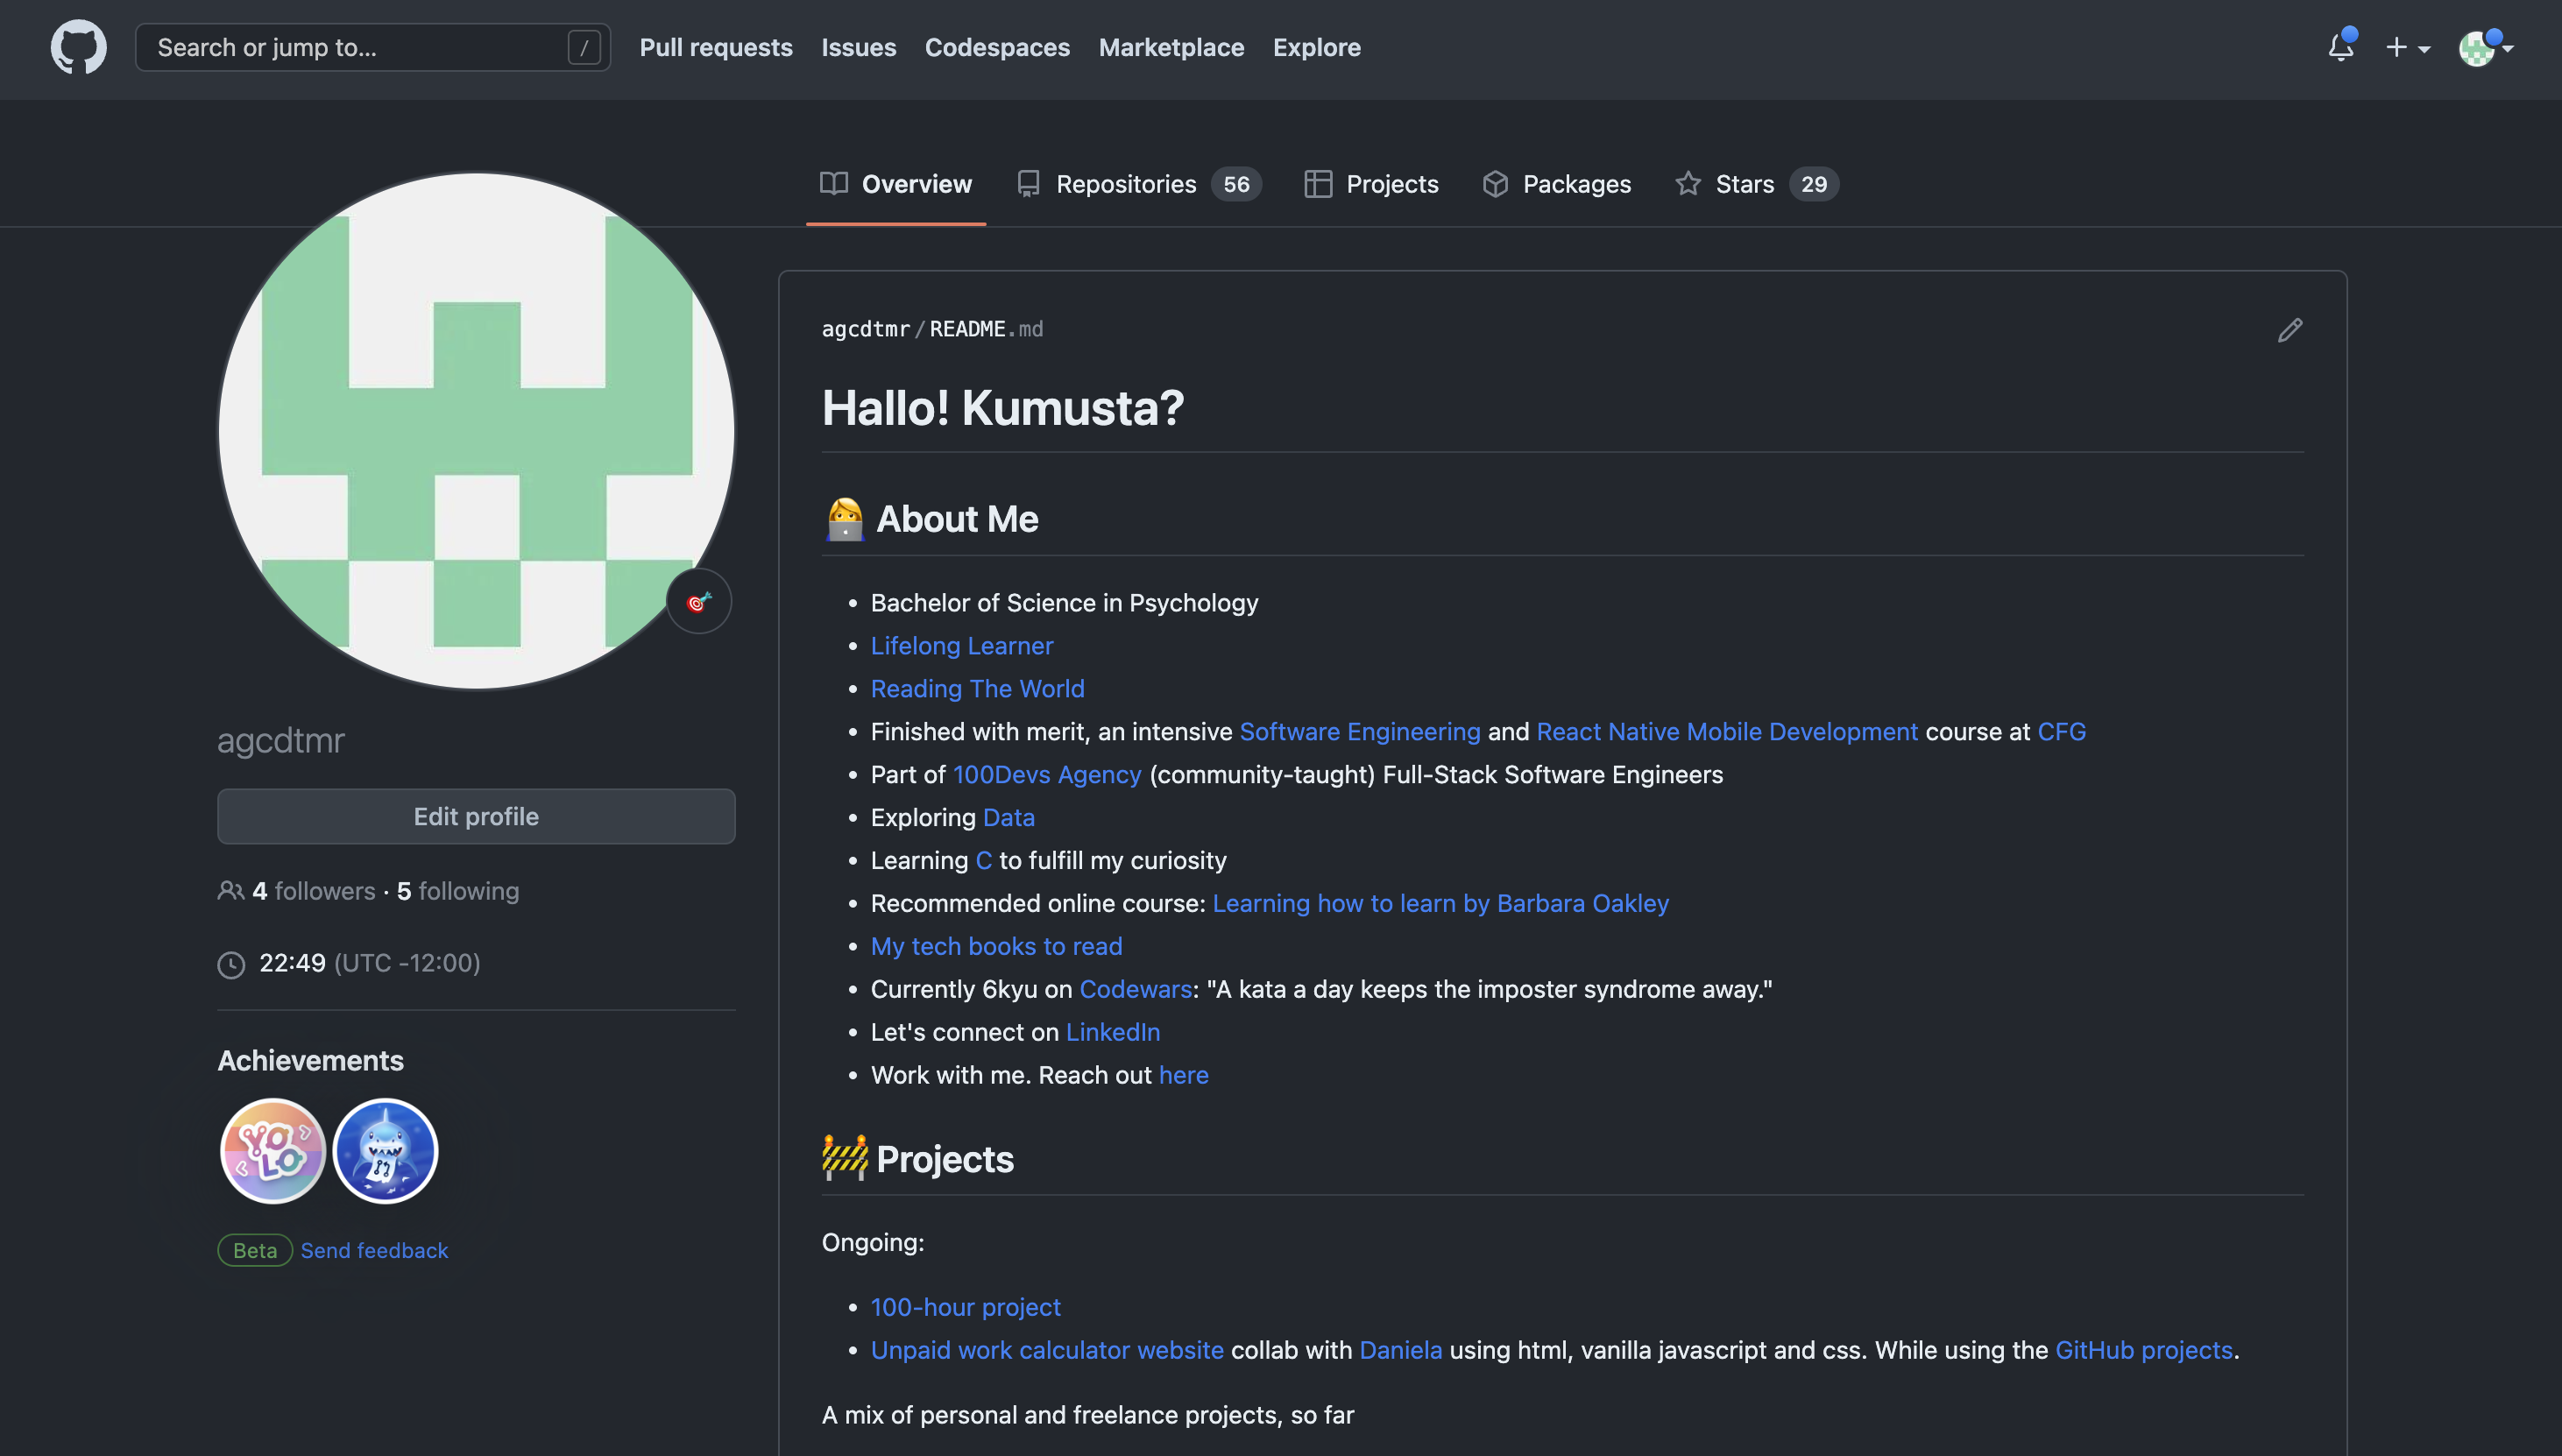 Search or jump to... /
Pull requests Issues Codespaces Marketplace Explore
Overview Repositories 56 Projects Packages Stars 29
agcdtmr
Edit profile
4 followers · 5 following
22:49 (UTC -12:00)
Achievements
YOLO
Beta Send feedback
agcdtmr/README.md
Hallo! Kumusta?
About Me
• Bachelor of Science in Psychology
• Lifelong Learner
• Reading The World
• Finished with merit, an intensive Software Engineering and React Native Mobile Development course at CFG
• Part of 100Devs Agency (community-taught) Full-Stack Software Engineers
• Exploring Data
• Learning C to fulfill my curiosity
• Recommended online course: Learning how to learn by Barbara Oakley
• My tech books to read
• Currently 6kyu on Codewars: "A kata a day keeps the imposter syndrome away."
• Let's connect on LinkedIn
• Work with me. Reach out here
Projects
Ongoing:
• 100-hour project
• Unpaid work calculator website collab with Daniela using html, vanilla javascript and css. While using the GitHub projects.
A mix of personal and freelance projects, so far